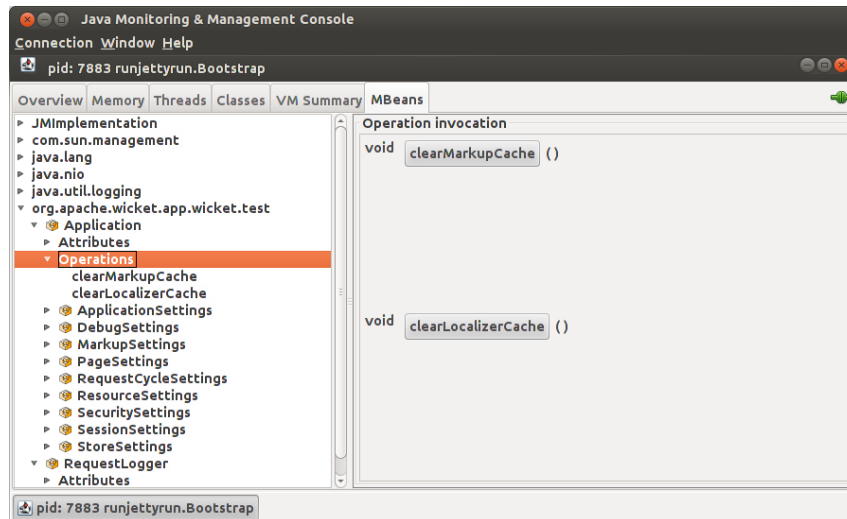 Java Monitoring & Management Console
Connection Window Help
pid: 7883 runjettyrun.Bootstrap
Overview Memory Threads Classes VM Summary MBeans
JMImplementation
com.sun.management
java.lang
java.nio
java.util.logging
org.apache.wicket.app.wicket.test
Application
Attributes
Operations
clearMarkupCache
clearLocalizerCache
ApplicationSettings
DebugSettings
MarkupSettings
PageSettings
RequestCycleSettings
ResourceSettings
SecuritySettings
SessionSettings
StoreSettings
RequestLogger
Attributes
Operation invocation
void clearMarkupCache ()
void clearLocalizerCache ()
pid: 7883 runjettyrun.Bootstrap